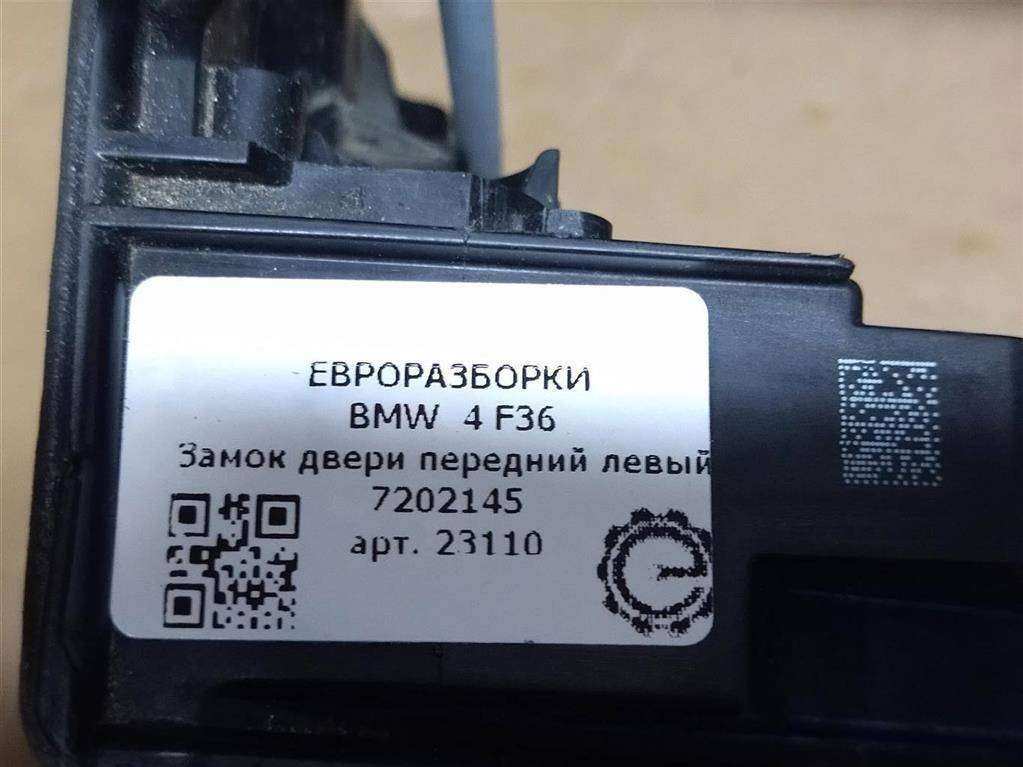 ЕВРОРАЗБОРКИ
BMW 4 F36
Замок двери передний левый
7202145
арт. 23110